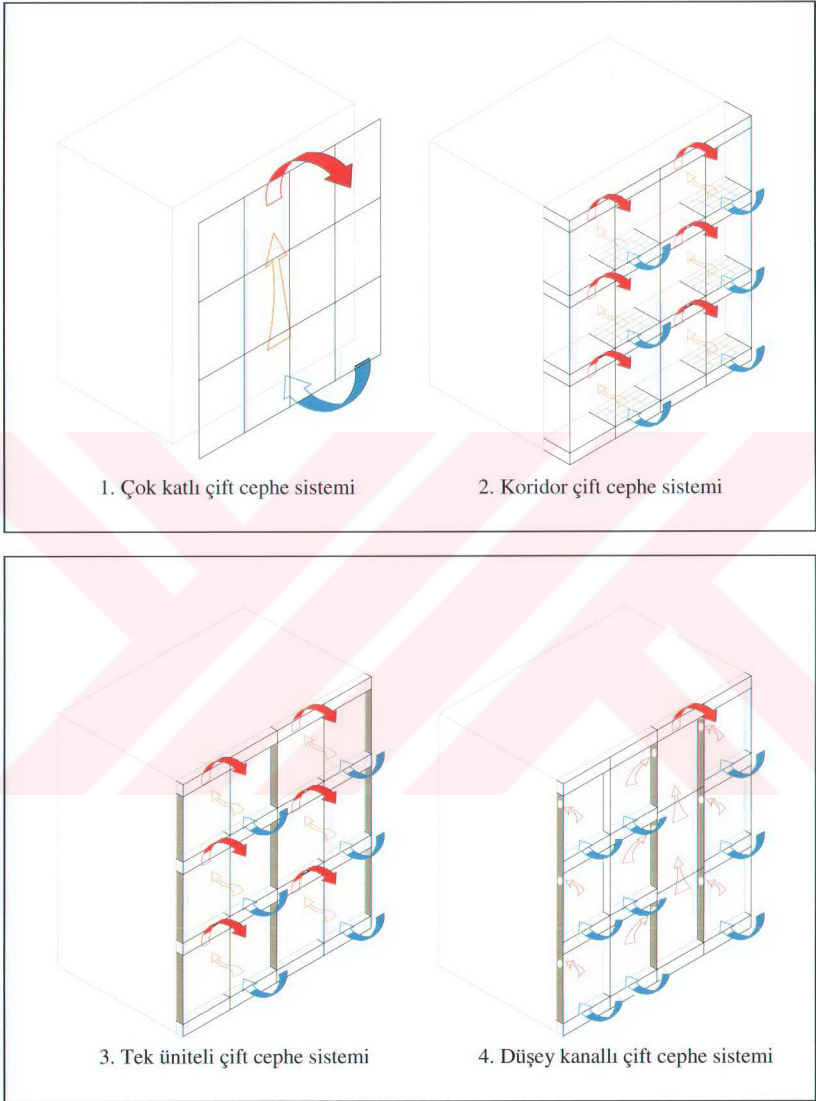 1. Çok katlı çift cephe sistemi
2. Koridor çift cephe sistemi
3. Tek üniteli çift cephe sistemi
4. Düşey kanallı çift cephe sistemi